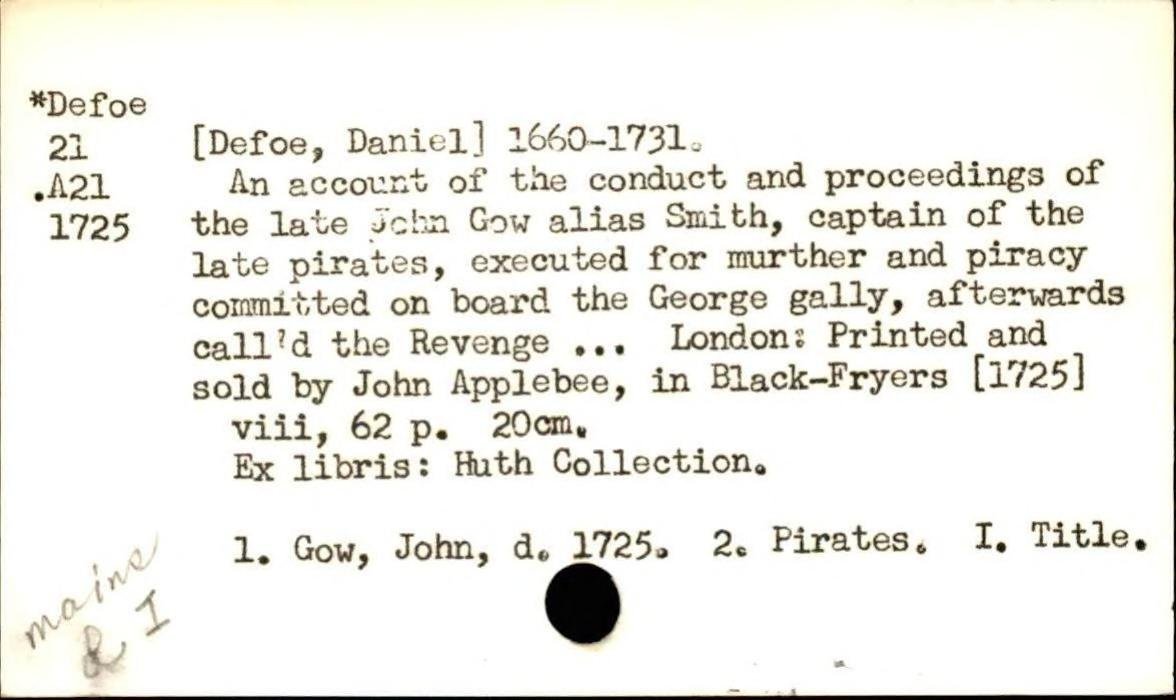 *Defoe
21
.A21
1725
[Defoe, Daniel] 1660-1731.
An account of the conduct and proceedings of
the late John Gow alias Smith, captain of the
late pirates, executed for murther and piracy
committed on board the George gally, afterwards
call'd the Revenge ... London: Printed and
sold by John Applebee, in Black-Fryers [1725]
viii, 62 p. 20cm.
Ex libris: Huth Collection.
1. Gow, John, d. 1725. 2. Pirates. I. Title.
mains
& I